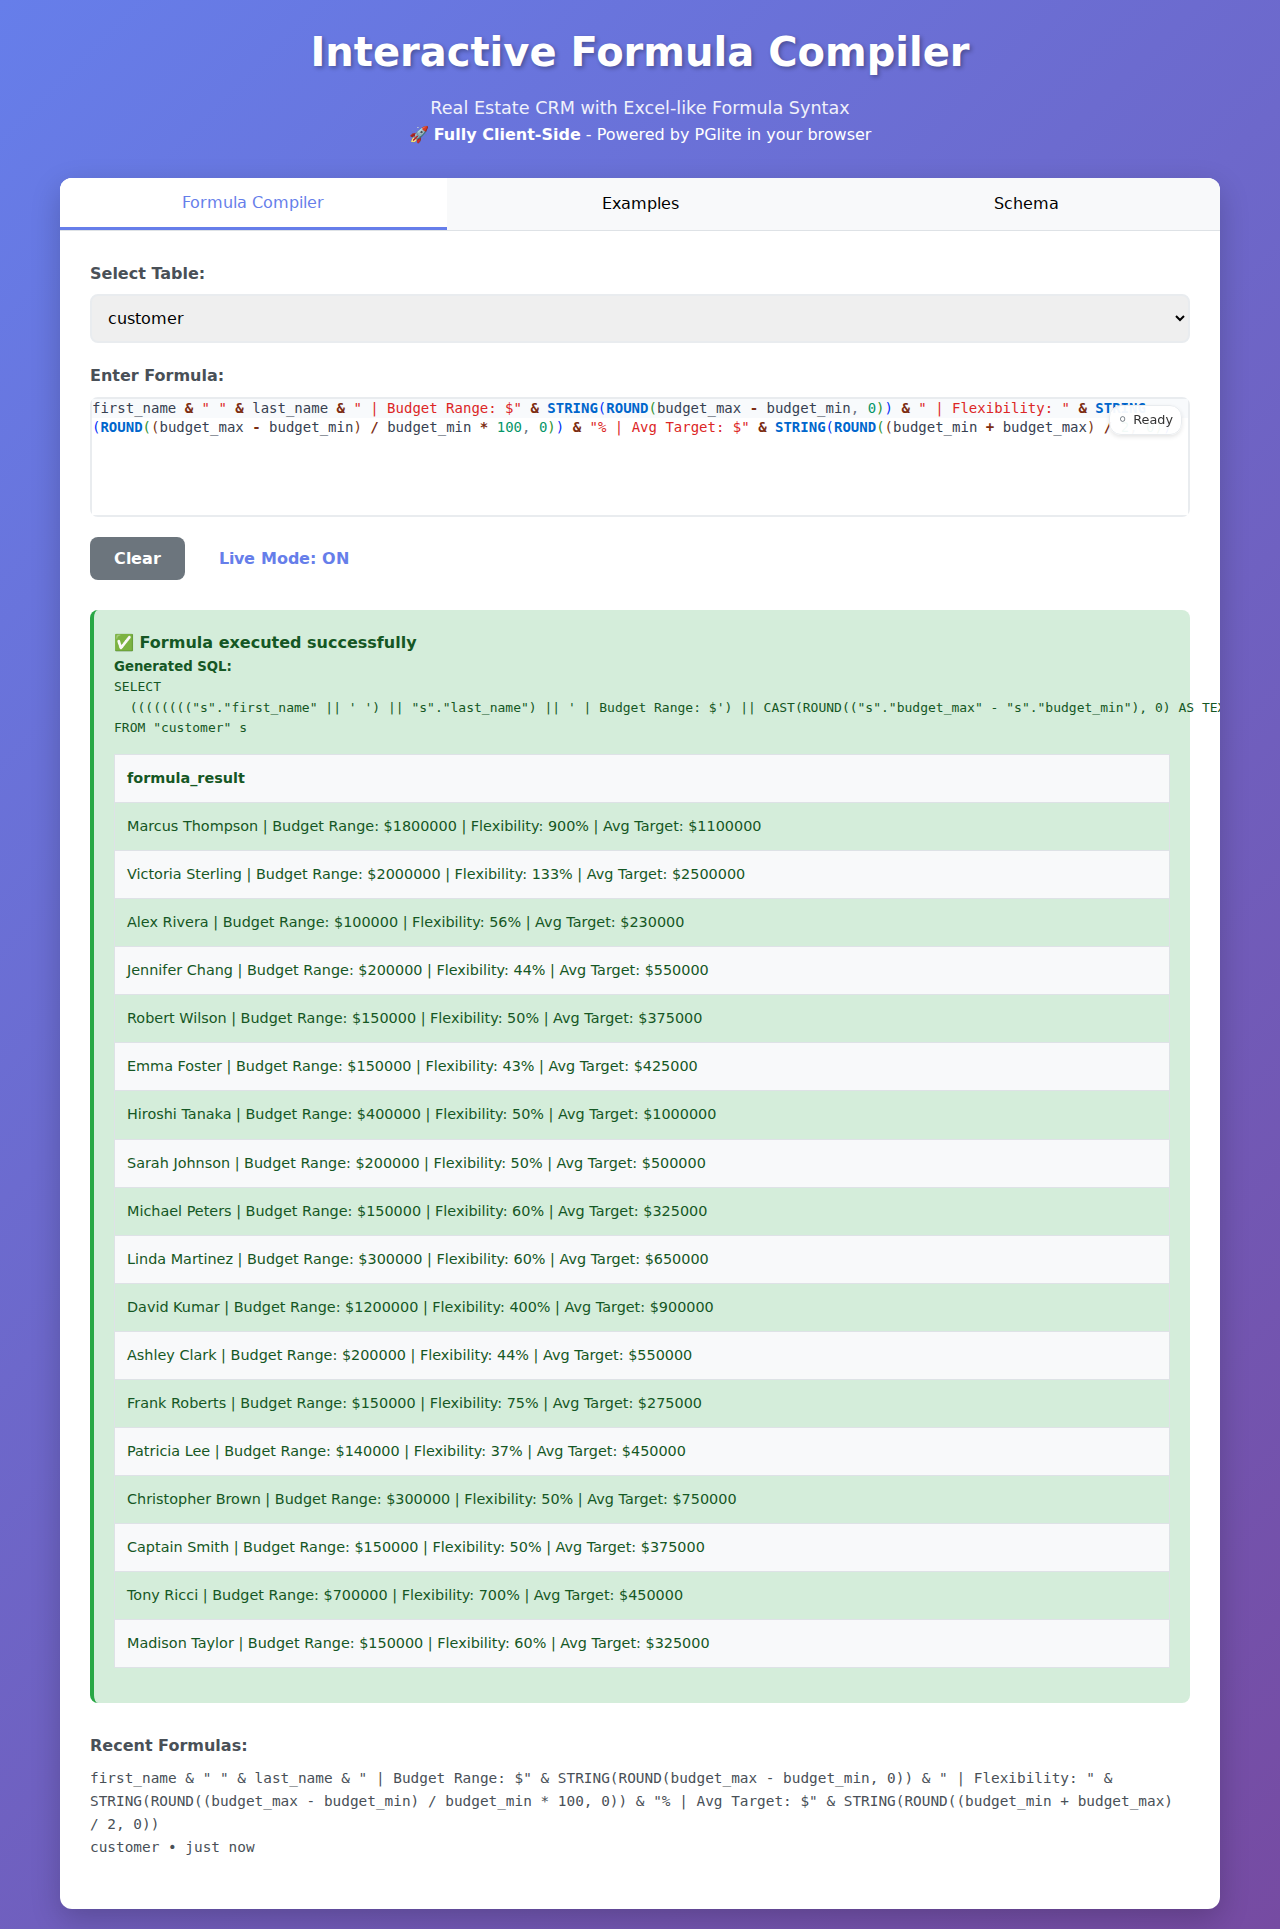 Interactive Formula Compiler
Real Estate CRM with Excel-like Formula Syntax
🚀 Fully Client-Side - Powered by PGlite in your browser
Formula Compiler
Examples
Schema
Select Table:
customer
Enter Formula:
first_name & " " & last_name & " | Budget Range: $" & STRING(ROUND(budget_max - budget_min, 0)) & " | Flexibility: " & STRING
(ROUND((budget_max - budget_min) / budget_min * 100, 0)) & "% | Avg Target: $" & STRING(ROUND((budget_min + budget_max) /
○ Ready
Clear
Live Mode: ON
✅ Formula executed successfully
Generated SQL:
SELECT
(((((((("s"."first_name" || ' ') || "s"."last_name") || ' | Budget Range: $') || CAST(ROUND(("s"."budget_max" - "s"."budget_min"), 0) AS TEX
FROM "customer" s
formula_result
Marcus Thompson | Budget Range: $1800000 | Flexibility: 900% | Avg Target: $1100000
Victoria Sterling | Budget Range: $2000000 | Flexibility: 133% | Avg Target: $2500000
Alex Rivera | Budget Range: $100000 | Flexibility: 56% | Avg Target: $230000
Jennifer Chang | Budget Range: $200000 | Flexibility: 44% | Avg Target: $550000
Robert Wilson | Budget Range: $150000 | Flexibility: 50% | Avg Target: $375000
Emma Foster | Budget Range: $150000 | Flexibility: 43% | Avg Target: $425000
Hiroshi Tanaka | Budget Range: $400000 | Flexibility: 50% | Avg Target: $1000000
Sarah Johnson | Budget Range: $200000 | Flexibility: 50% | Avg Target: $500000
Michael Peters | Budget Range: $150000 | Flexibility: 60% | Avg Target: $325000
Linda Martinez | Budget Range: $300000 | Flexibility: 60% | Avg Target: $650000
David Kumar | Budget Range: $1200000 | Flexibility: 400% | Avg Target: $900000
Ashley Clark | Budget Range: $200000 | Flexibility: 44% | Avg Target: $550000
Frank Roberts | Budget Range: $150000 | Flexibility: 75% | Avg Target: $275000
Patricia Lee | Budget Range: $140000 | Flexibility: 37% | Avg Target: $450000
Christopher Brown | Budget Range: $300000 | Flexibility: 50% | Avg Target: $750000
Captain Smith | Budget Range: $150000 | Flexibility: 50% | Avg Target: $375000
Tony Ricci | Budget Range: $700000 | Flexibility: 700% | Avg Target: $450000
Madison Taylor | Budget Range: $150000 | Flexibility: 60% | Avg Target: $325000
Recent Formulas:
first_name & " " & last_name & " | Budget Range: $" & STRING(ROUND(budget_max - budget_min, 0)) & " | Flexibility: " &
STRING(ROUND((budget_max - budget_min) / budget_min * 100, 0)) & "% | Avg Target: $" & STRING(ROUND((budget_min + budget_max)
/ 2, 0))
customer • just now